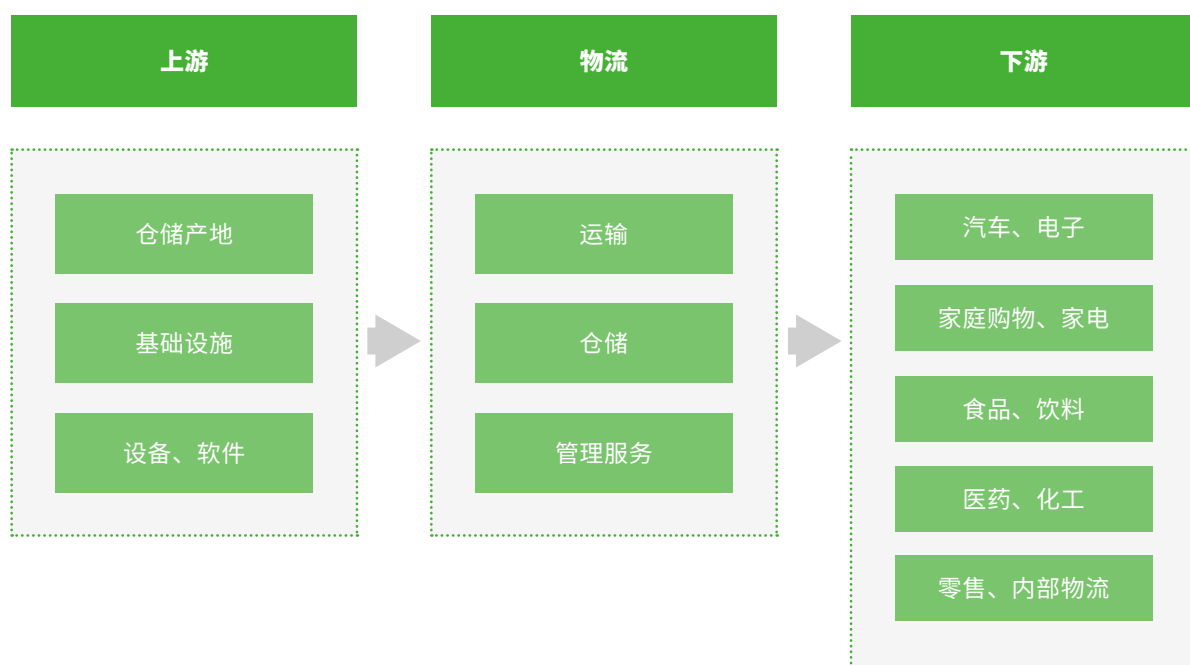 上游
仓储产地
基础设施
设备、软件
物流
运输
仓储
管理服务
下游
汽车、电子
家庭购物、家电
食品、饮料
医药、化工
零售、内部物流